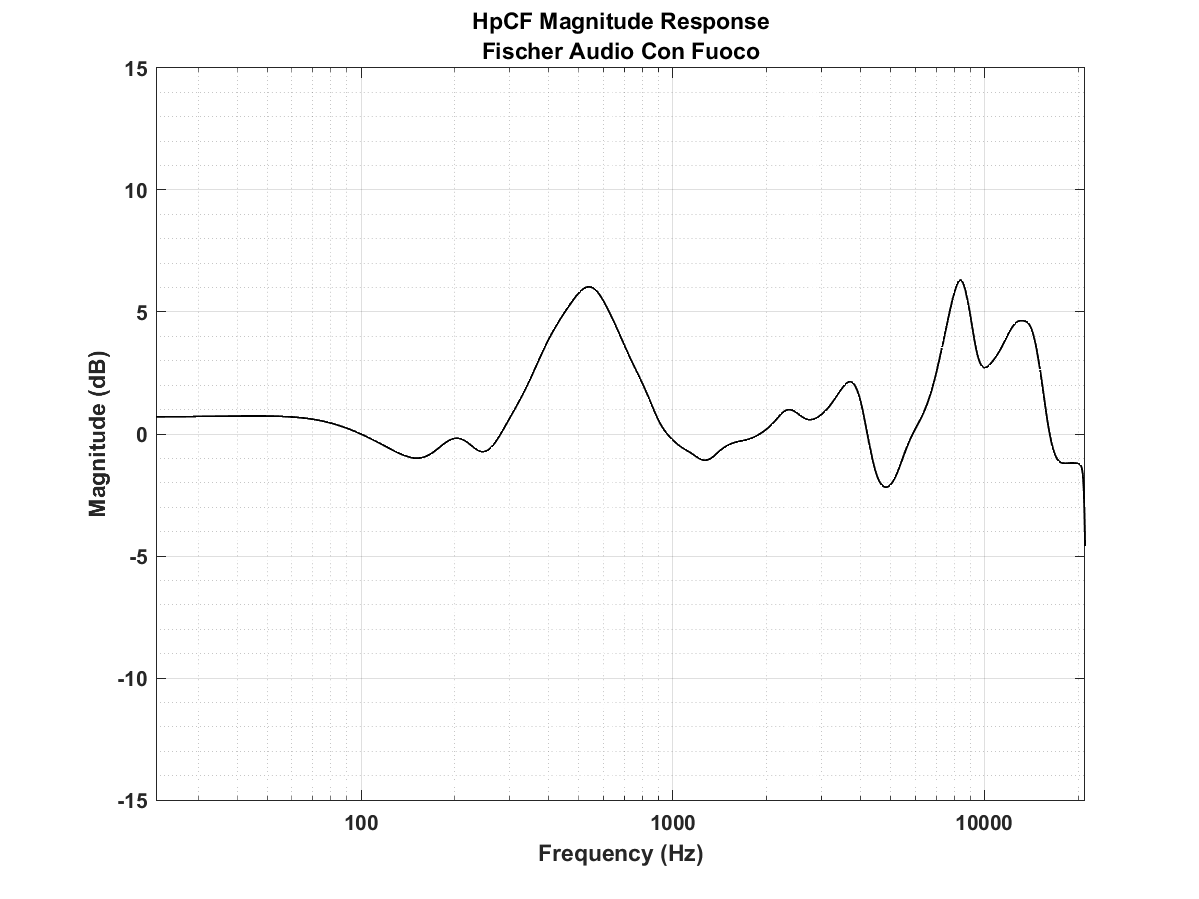 HpCF Magnitude Response
Fischer Audio Con Fuoco
15
10
5
0
-5
-10
-15
Magnitude (dB)
100 1000 10000
Frequency (Hz)